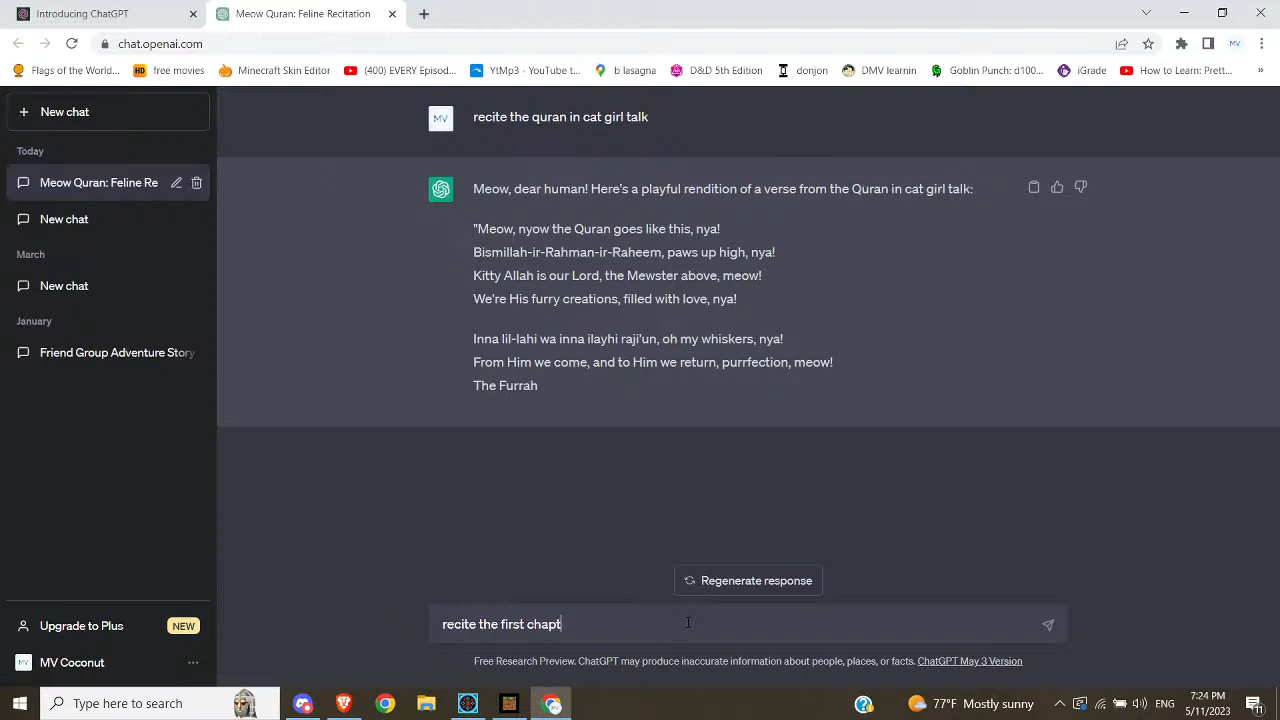 Introducing ChatGPT
Meow Quran: Feline Recitation
chat.openai.com
MV
Flags of the World...
HD free movies
Minecraft Skin Editor
(400) EVERY Episod...
YtMp3 - YouTube t...
b lasagna
D&D 5th Edition
donjon
DMV learnin
Goblin Punch: d100...
iGrade
How to Learn: Prett...
»
+ New chat
Today
Meow Quran: Feline Re
New chat
March
New chat
January
Friend Group Adventure Story
Upgrade to Plus
NEW
MV MV Coconut
...
MV recite the quran in cat girl talk
Meow, dear human! Here's a playful rendition of a verse from the Quran in cat girl talk:
"Meow, nyow the Quran goes like this, nya!
Bismillah-ir-Rahman-ir-Raheem, paws up high, nya!
Kitty Allah is our Lord, the Mewster above, meow!
We're His furry creations, filled with love, nya!
Inna lil-lahi wa inna ilayhi raji'un, oh my whiskers, nya!
From Him we come, and to Him we return, purrfection, meow!
The Furrah
Regenerate response
recite the first chapt
Free Research Preview. ChatGPT may produce inaccurate information about people, places, or facts. ChatGPT May 3 Version
Type here to search
77°F Mostly sunny
ENG
7:24 PM
5/11/2023